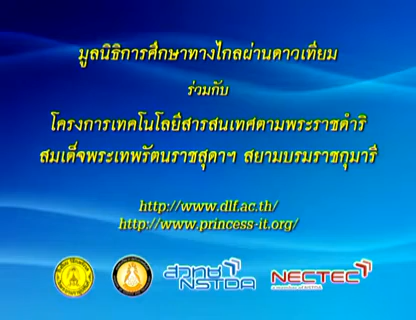 มูลนิธิการศึกษาทางไกลผ่านดาวเทียม
ร่วมกับ
โครงการเทคโนโลยีสารสนเทศตามพระราชดำริ
สมเด็จพระเทพรัตนราชสุดาฯ สยามบรมราชกุมารี
http://www.dlf.ac.th/
http://www.princess-it.org/
สวทช
NSTDA
NECTEC
a member of NSTDA